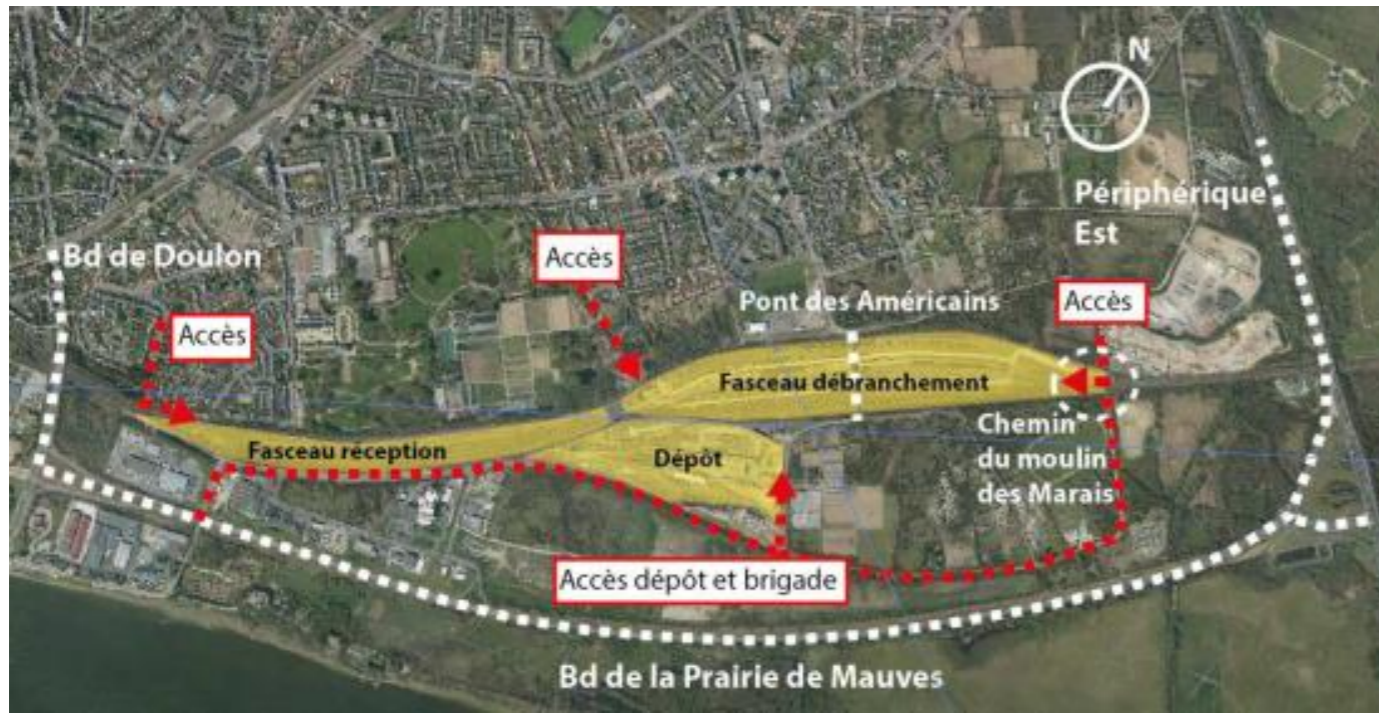 N
Périphérique
Est
Bd de Doulon
Accès
Accès
Pont des Américains
Accès
Fasceau débranchement
Chemin
du moulin
des Marais
Fasceau réception
Dépôt
Accès dépôt et brigade
Bd de la Prairie de Mauves